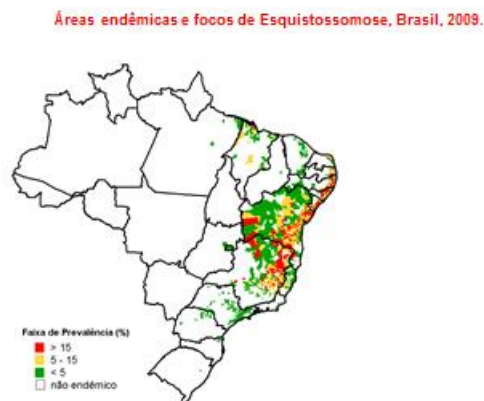 Áreas endêmicas e focos de Esquistossomose, Brasil, 2009.
Faixa de Prevalência (%)
> 15
5 - 15
< 5
não endêmico